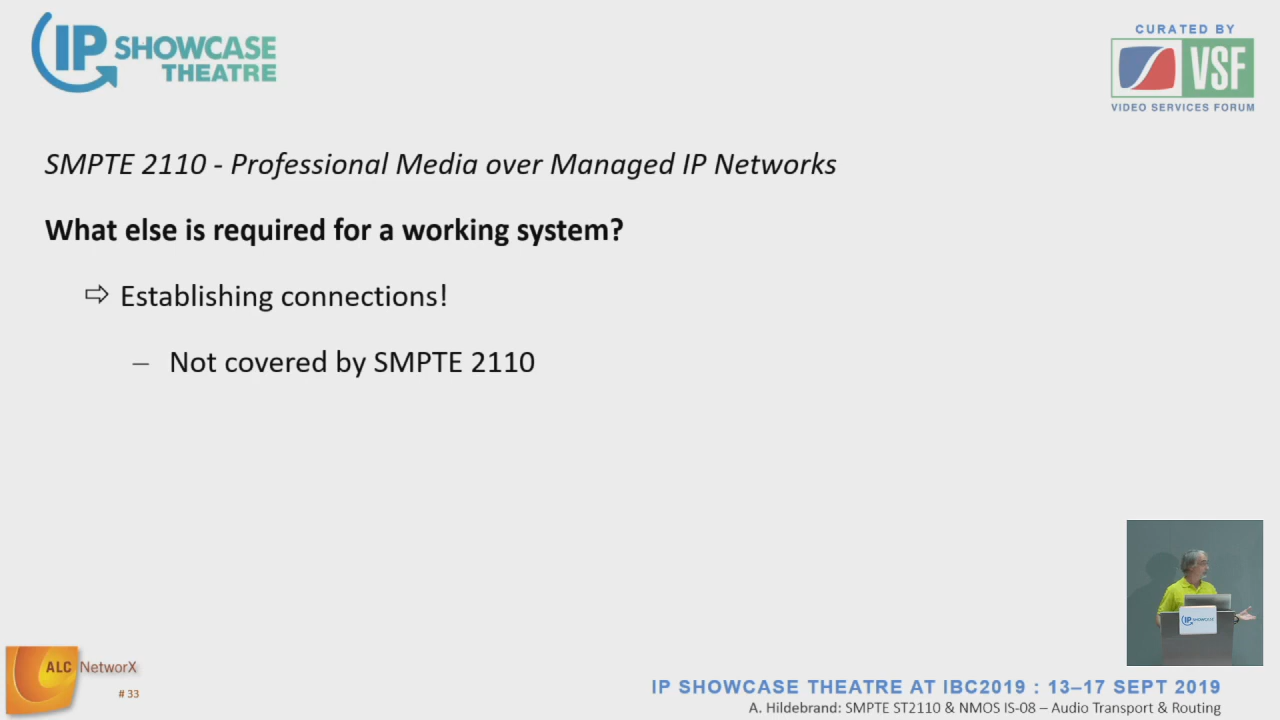 IP SHOWCASE
THEATRE
CURATED BY
VSF
VIDEO SERVICES FORUM
SMPTE 2110 - Professional Media over Managed IP Networks
What else is required for a working system?
⇨ Establishing connections!
– Not covered by SMPTE 2110
IP SHOWCASE
ALC NetworX
# 33
IP SHOWCASE THEATRE AT IBC2019 : 13–17 SEPT 2019
A. Hildebrand: SMPTE ST2110 & NMOS IS-08 – Audio Transport & Routing